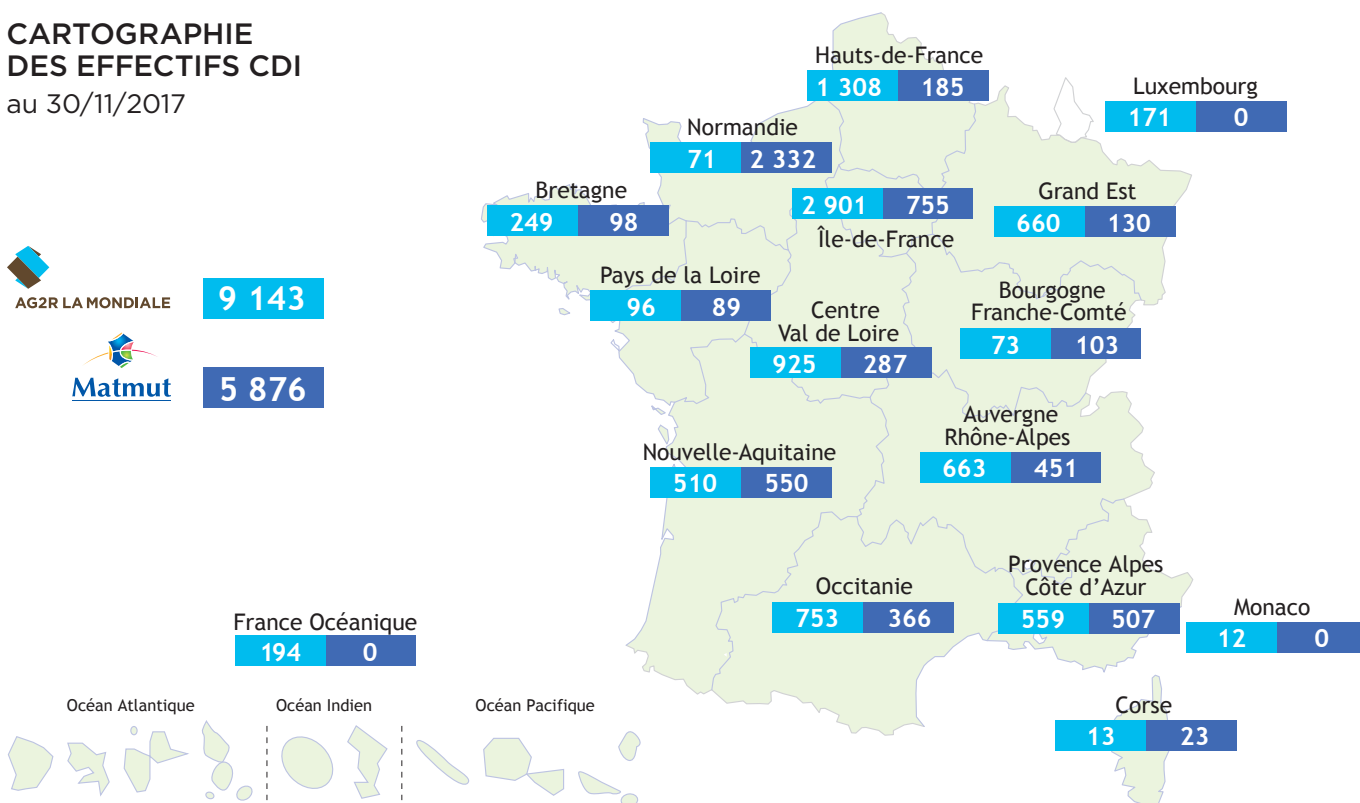 CARTOGRAPHIE
DES EFFECTIFS CDI
au 30/11/2017
Hauts-de-France
1 308 185
Luxembourg
171 0
Normandie
71 2 332
Bretagne
249 98
2 901 755
Île-de-France
Grand Est
660 130
AG2R LA MONDIALE 9 143
Matmut 5 876
Pays de la Loire
96 89
Centre
Val de Loire
925 287
Bourgogne
Franche-Comté
73 103
Auvergne
Rhône-Alpes
663 451
Nouvelle-Aquitaine
510 550
Occitanie
753 366
Provence Alpes
Côte d’Azur
559 507
Monaco
12 0
France Océanique
194 0
Océan Atlantique
Océan Indien
Océan Pacifique
Corse
13 23